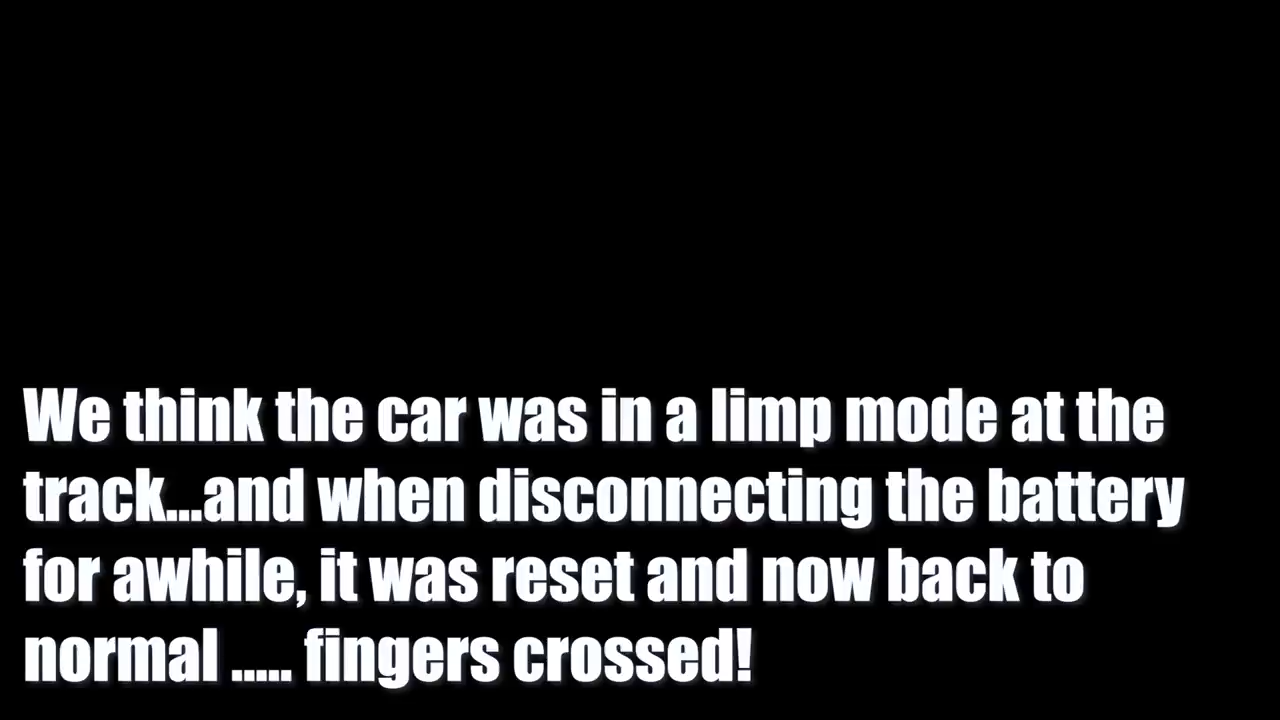 We think the car was in a limp mode at the
track...and when disconnecting the battery
for awhile, it was reset and now back to
normal ..... fingers crossed!